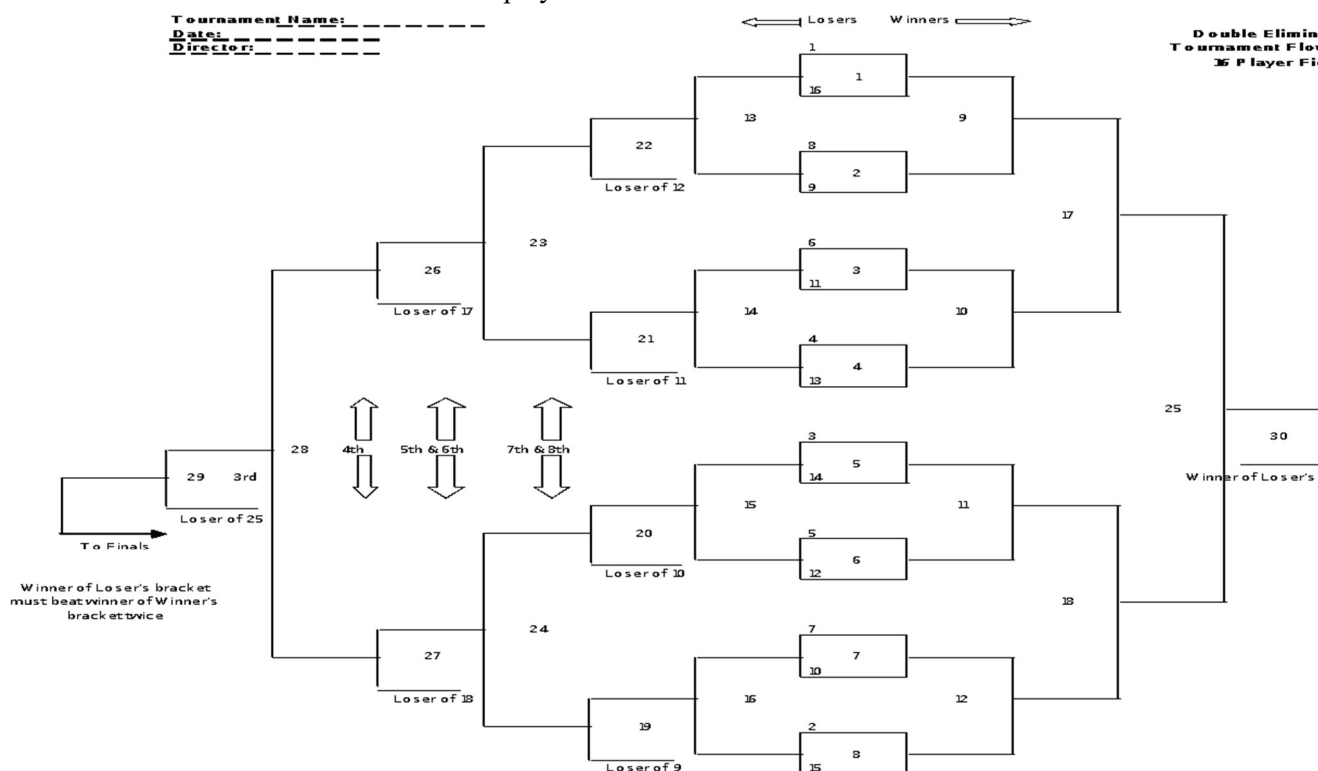 Tournament Name:
Date:
Director:
Losers Winners
Double Elimin
Tournament Flo
16 Player Fi
1
1
16
13
9
22
8
2
9
Loser of 12
17
23
6
3
11
26
Loser of 17
14
10
21
4
4
13
Loser of 11
25
30
Winner of Loser's
28
4th
5th & 6th
7th & 8th
29 3rd
Loser of 25
To Finals
3
5
14
15
11
20
5
6
12
Loser of 10
Winner of Loser's bracket
must beat winner of Winner's
bracket twice
18
24
7
7
10
27
Loser of 18
16
12
19
2
8
15
Loser of 9